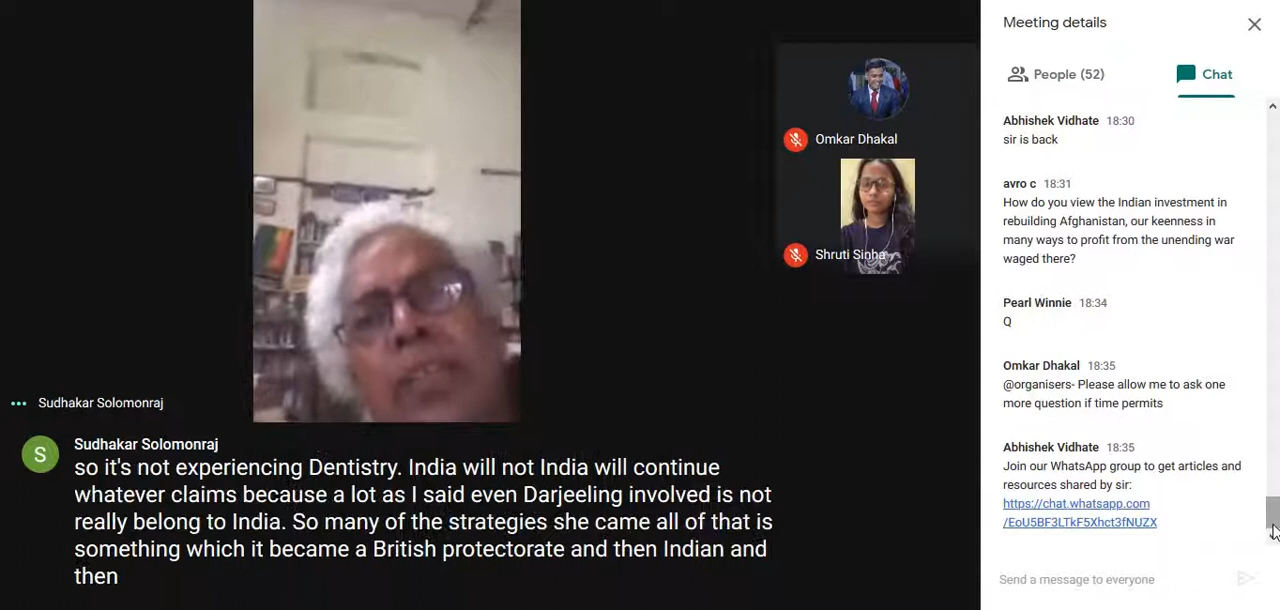 Omkar Dhakal
Shruti Sinha
Sudhakar Solomonraj
S
Sudhakar Solomonraj
so it's not experiencing Dentistry. India will not India will continue
whatever claims because a lot as I said even Darjeeling involved is not
really belong to India. So many of the strategies she came all of that is
something which it became a British protectorate and then Indian and
then
Meeting details
People (52)
Chat
Abhishek Vidhate 18:30
sir is back
avro c 18:31
How do you view the Indian investment in
rebuilding Afghanistan, our keenness in
many ways to profit from the unending war
waged there?
Pearl Winnie 18:34
Q
Omkar Dhakal 18:35
@organisers- Please allow me to ask one
more question if time permits
Abhishek Vidhate 18:35
Join our WhatsApp group to get articles and
resources shared by sir:
https://chat.whatsapp.com
/EoU5BF3LTkF5Xhct3fNUZX
Send a message to everyone